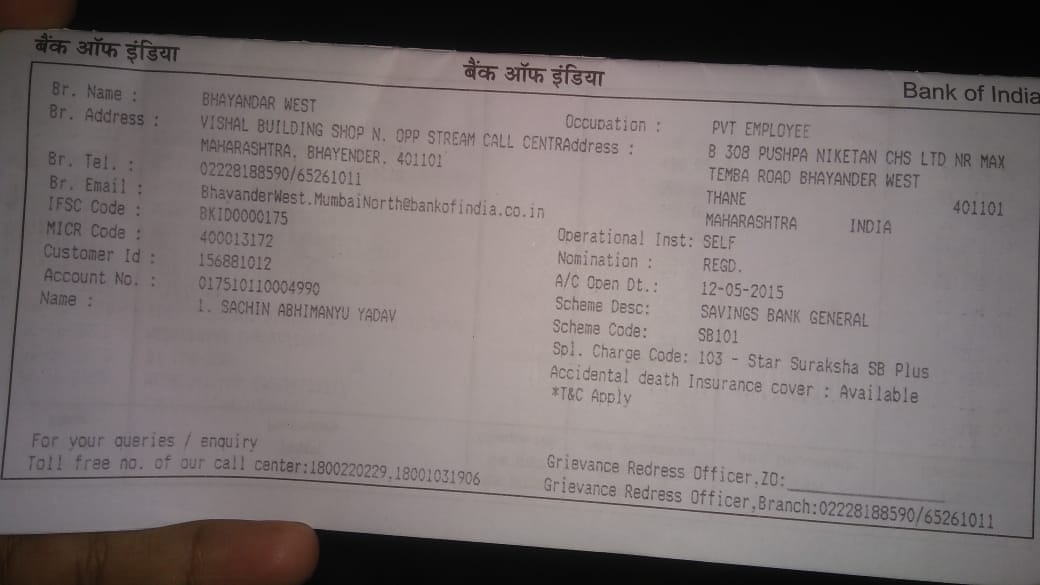 बैंक ऑफ इंडिया
बैंक ऑफ इंडिया
Bank of India
Br. Name : BHAYANDAR WEST
Br. Address : VISHAL BUILDING SHOP N. OPP STREAM CALL CENTR
MAHARASHTRA, BHAYENDER, 401101
Br. Tel. : 02228188590/65261011
Br. Email : BhayanderWest.MumbaiNorth@bankofindia.co.in
IFSC Code : BKID0000175
MICR Code : 400013172
Customer Id : 156881012
Account No. : 017510110004990
Name : 1. SACHIN ABHIMANYU YADAV
Occupation : PVT EMPLOYEE
Address : B 308 PUSHPA NIKETAN CHS LTD NR MAX
TEMBA ROAD BHAYANDER WEST
THANE 401101
MAHARASHTRA INDIA
Operational Inst: SELF
Nomination : REGD.
A/C Open Dt.: 12-05-2015
Scheme Desc: SAVINGS BANK GENERAL
Scheme Code: SB101
Spl. Charge Code: 103 - Star Suraksha SB Plus
Accidental death Insurance cover : Available
*T&C Apply
For your queries / enquiry
Toll free no. of our call center:1800220229,18001031906
Grievance Redress Officer,ZO:
Grievance Redress Officer,Branch:02228188590/65261011